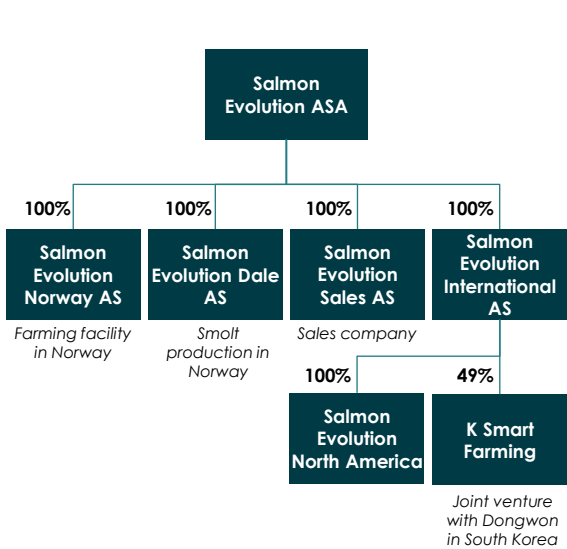 Salmon
Evolution ASA
100%
100%
100%
100%
Salmon
Evolution
Norway AS
Salmon
Evolution Dale
AS
Salmon
Evolution
Sales AS
Salmon
Evolution
International
AS
Farming facility
in Norway
Smolt
production in
Norway
Sales company
100%
49%
Salmon
Evolution
North America
K Smart
Farming
Joint venture
with Dongwon
in South Korea